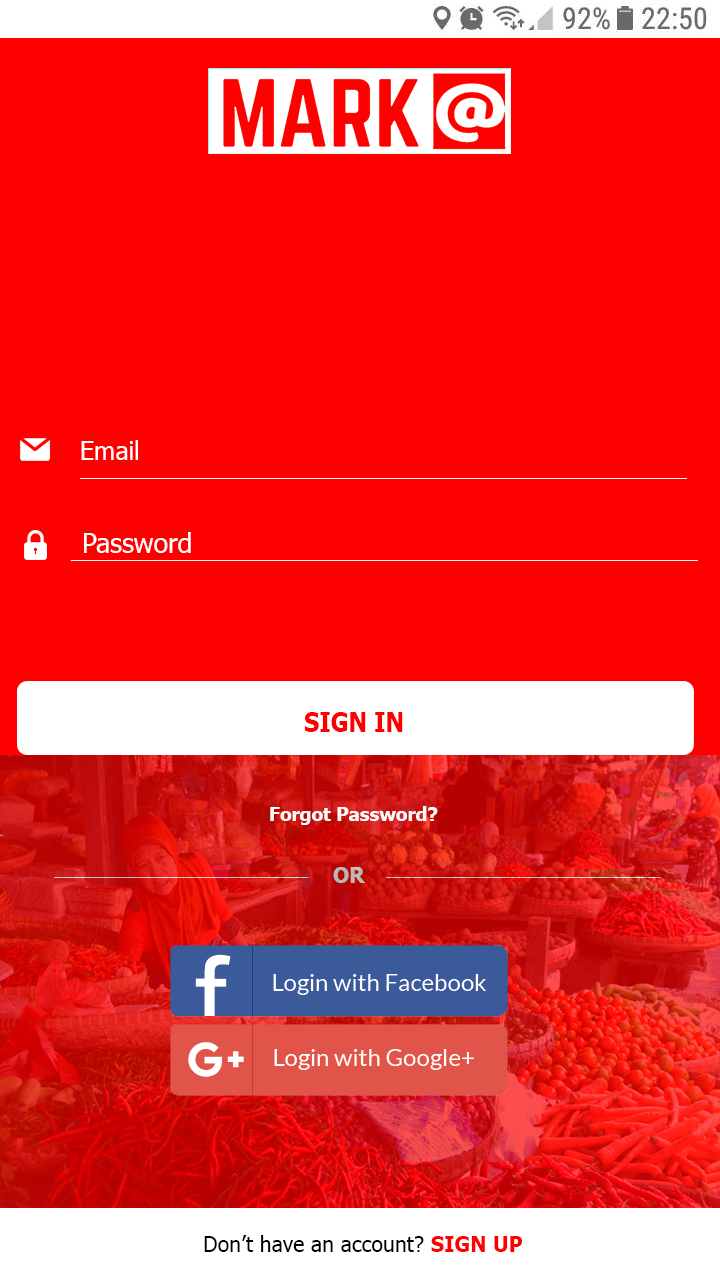 92% 22:50
MARK@
Email
Password
SIGN IN
Forgot Password?
OR
f Login with Facebook
G+ Login with Google+
Don’t have an account? SIGN UP